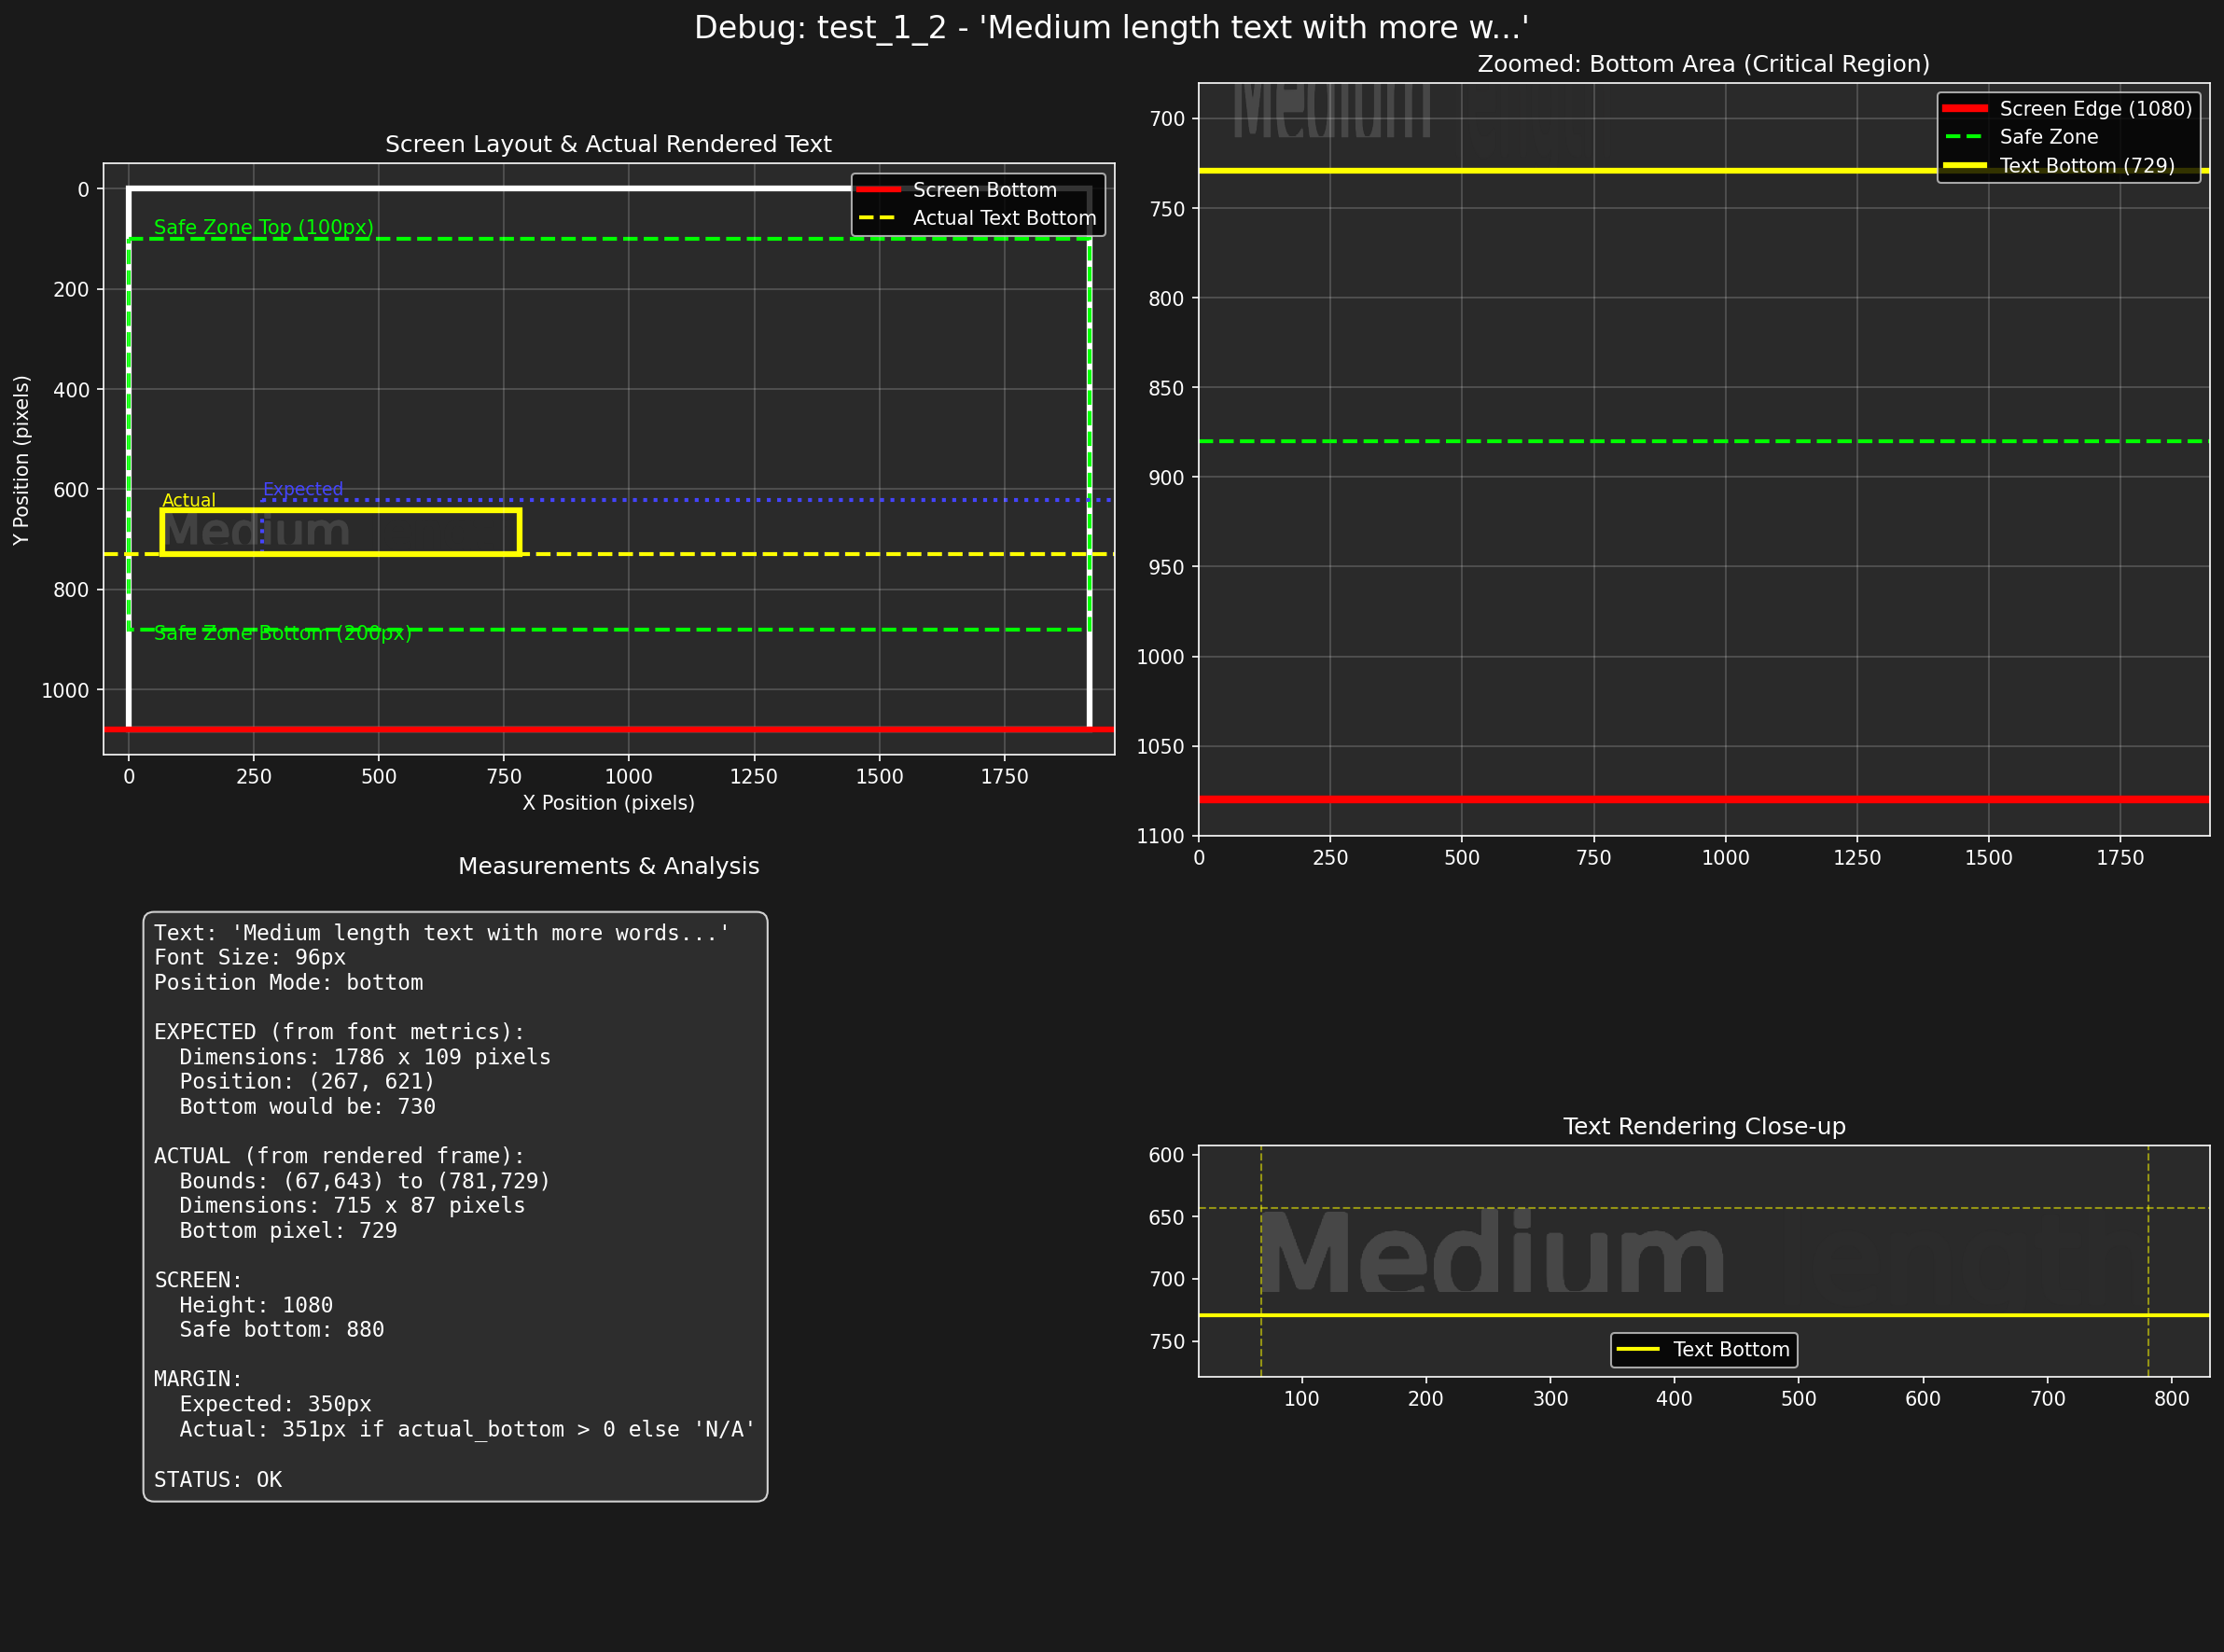 Debug: test_1_2 - 'Medium length text with more w...'
Screen Layout & Actual Rendered Text
Screen Bottom
Actual Text Bottom
Safe Zone Top (100px)
Expected
Actual
Medium
Safe Zone Bottom (200px)
0
200
400
600
800
1000
Y Position (pixels)
0 250 500 750 1000 1250 1500 1750
X Position (pixels)
Zoomed: Bottom Area (Critical Region)
Medium
Screen Edge (1080)
Safe Zone
Text Bottom (729)
700
750
800
850
900
950
1000
1050
1100
0 250 500 750 1000 1250 1500 1750
Measurements & Analysis
Text: 'Medium length text with more words...'
Font Size: 96px
Position Mode: bottom
EXPECTED (from font metrics):
Dimensions: 1786 x 109 pixels
Position: (267, 621)
Bottom would be: 730
ACTUAL (from rendered frame):
Bounds: (67,643) to (781,729)
Dimensions: 715 x 87 pixels
Bottom pixel: 729
SCREEN:
Height: 1080
Safe bottom: 880
MARGIN:
Expected: 350px
Actual: 351px if actual_bottom > 0 else 'N/A'
STATUS: OK
Text Rendering Close-up
600
650
700
750
Medium length
Text Bottom
100 200 300 400 500 600 700 800